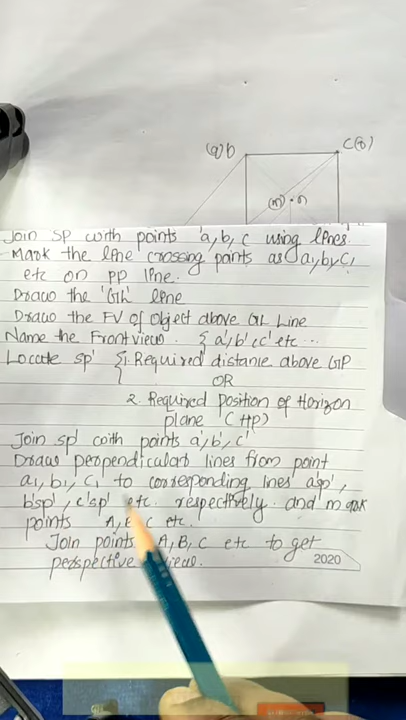 (a) b
c (d)
(m) • n
Join SP with points a, b, c using lines.
Mark the line crossing points as a₁, b₁, c₁
etc on PP line.
Draw the 'GL' line
Draw the FV of Object above GL Line
Name the Front view. { a', b', c' etc ...
Locate sp' { 1. Required distance above GP
OR
2. Required position of Horizon
plane (HP)
Join sp' with points a', b', c'
Draw perpendicular lines from point
a₁, b₁, c₁ to corresponding lines a'sp',
b'sp', c'sp' etc. respectively. and mark
points A, B, C etc.
Join points A, B, C etc to get
perspective view.
2020